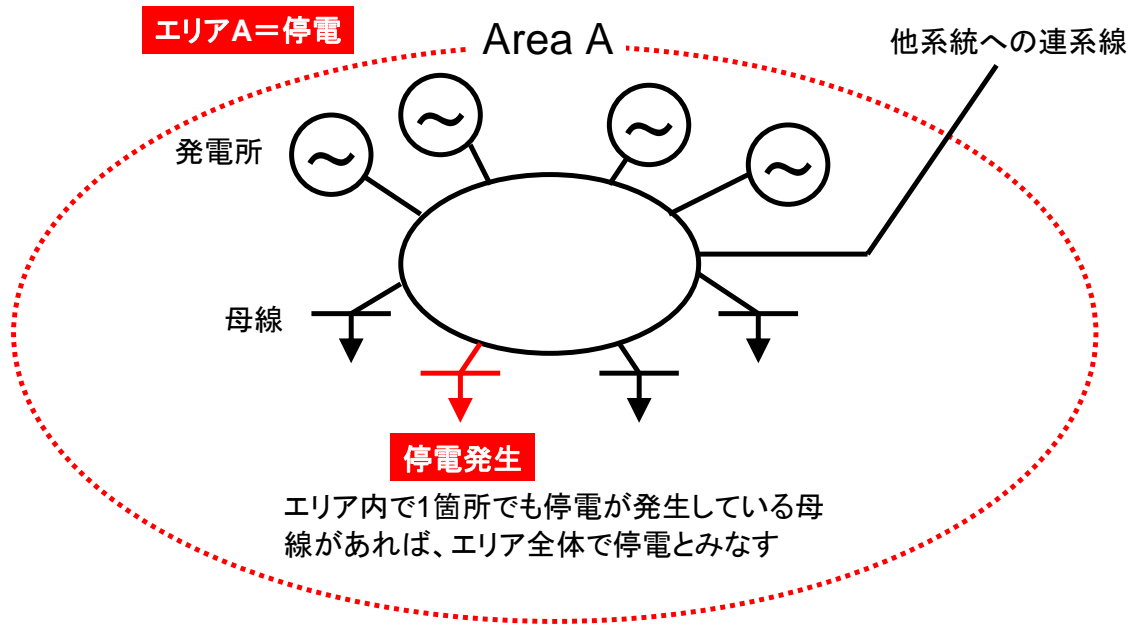 エリアA=停電
Area A
他系統への連系線
発電所
母線
停電発生
エリア内で1箇所でも停電が発生している母
線があれば、エリア全体で停電とみなす